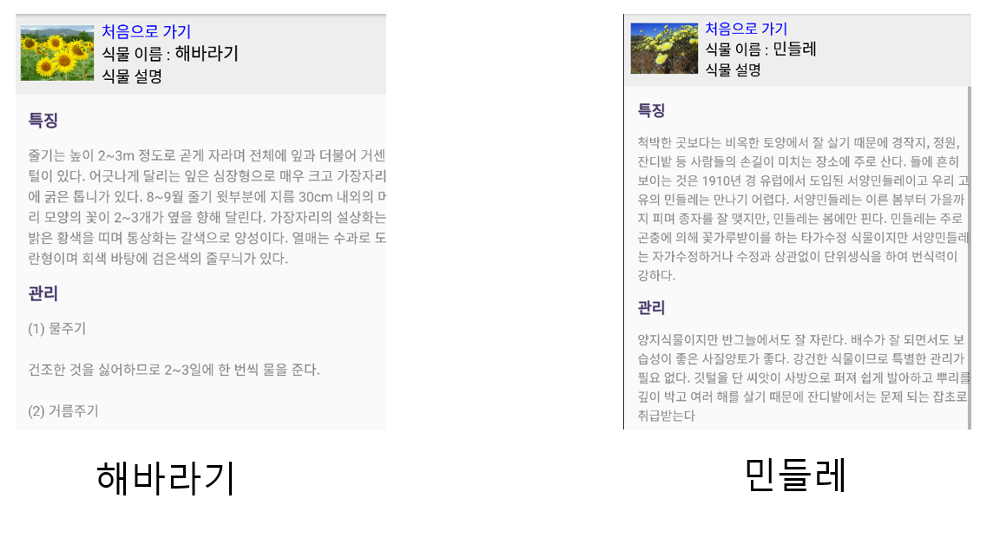 처음으로 가기
식물 이름 : 해바라기
식물 설명
특징
줄기는 높이 2~3m 정도로 곧게 자라며 전체에 잎과 더불어 거센
털이 있다. 어긋나게 달리는 잎은 심장형으로 매우 크고 가장자리
에 굵은 톱니가 있다. 8~9월 줄기 윗부분에 지름 30cm 내외의
리 모양의 꽃이 2~3개가 옆을 향해 달린다. 가장자리의 설상화는
밝은 황색을 띠며 통상화는 갈색으로 양성이다. 열매는 수과로 도
란형이며 회색 바탕에 검은색의 줄무늬가 있다.
관리
(1) 물주기
건조한 것을 싫어하므로 2~3일에 한 번씩 물을 준다.
(2) 거름주기
해바라기
처음으로 가기
식물 이름 : 민들레
식물 설명
특징
척박한 곳보다는 비옥한 토양에서 잘 살기 때문에 경작지, 정원,
잔디밭 등 사람들의 손길이 미치는 장소에 주로 산다. 들에 흔히
보이는 것은 1910년 경 유럽에서 도입된 서양민들레이고 우리 고
유의 민들레는 만나기 어렵다. 서양민들레는 이른 봄부터 가을까
지 피며 종자를 잘 맺지만, 민들레는 봄에만 핀다. 민들레는 주로
곤충에 의해 꽃가루받이를 하는 타가수정 식물이지만 서양민들레
는 자가수정하거나 수정과 상관없이 단위생식을 하여 번식력이
강하다.
관리
양지식물이지만 반그늘에서도 잘 자란다. 배수가 잘 되면서도 보
습성이 좋은 사질양토가 좋다. 강건한 식물이므로 특별한 관리가
필요 없다. 깃털을 단 씨앗이 사방으로 퍼져 쉽게 발아하고 뿌리를
깊이 박고 여러 해를 살기 때문에 잔디밭에서는 문제 되는 잡초로
취급받는다
민들레